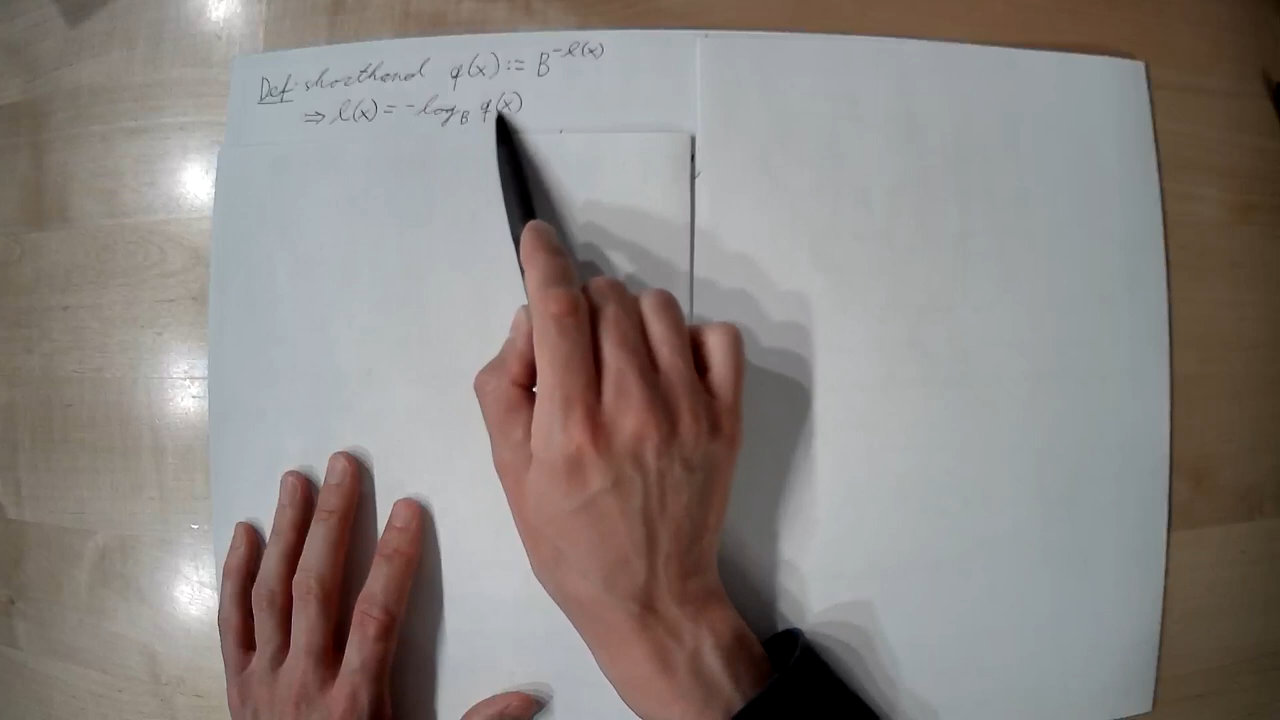 Def: shorthand q(x) := B^{-ℓ(x)}
⇒ ℓ(x) = -log_B q(x)